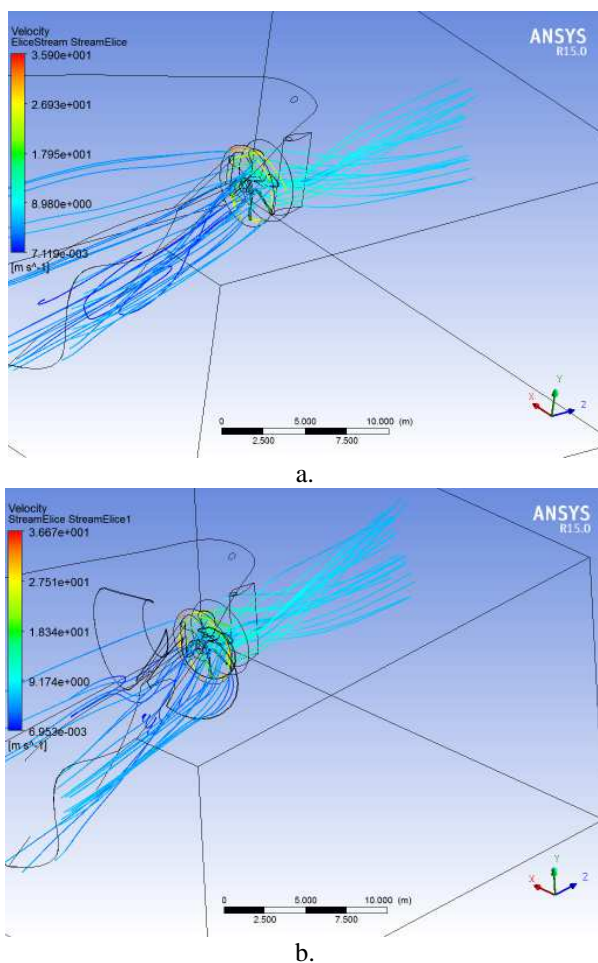 Velocity
EliceStream StreamElice
3.590e+001
2.693e+001
1.795e+001
8.980e+000
7.119e-003
[m s^-1]
ANSYS
R15.0
Y
X
Z
0 5.000 10.000 (m)
2.500 7.500
a.
Velocity
StreamElice StreamElice1
3.667e+001
2.751e+001
1.834e+001
9.174e+000
6.953e-003
[m s^-1]
ANSYS
R15.0
Y
X
Z
0 5.000 10.000 (m)
2.500 7.500
b.